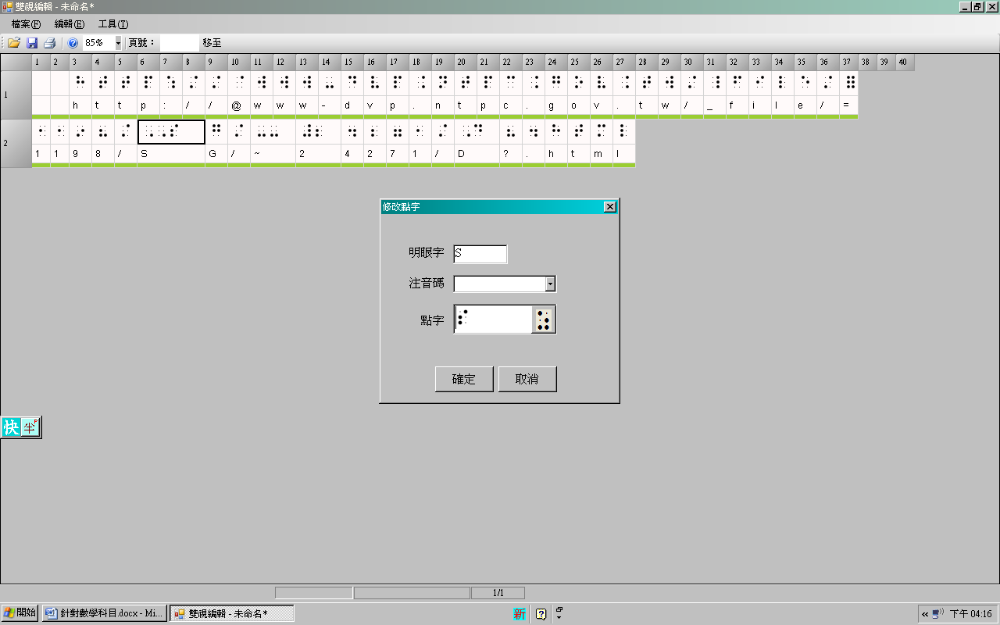 雙視編輯 - 未命名*
檔案(F) 編輯(E) 工具(T)
85% 頁號： 移至
1 2 3 4 5 6 7 8 9 10 11 12 13 14 15 16 17 18 19 20 21 22 23 24 25 26 27 28 29 30 31 32 33 34 35 36 37 38 39 40
1
h t t p : / / @ w w w - d v p . n t p c . g o v . t w / _ f i l e / =
2
1 1 9 8 / S G / ~ 2 4 2 7 1 / D ? . h t m l
修改點字
明眼字 S
注音碼
點字
確定 取消
快 半 P
1/1
開始 針對數學科目.docx - Mi... 雙視編輯 - 未命名* 新 ? « 下午 04:16